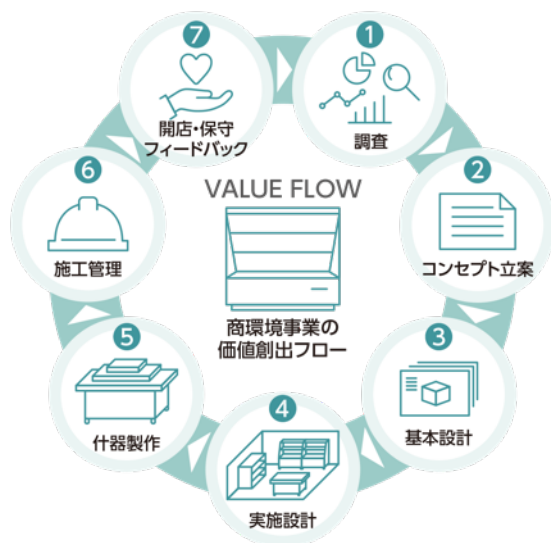 VALUE FLOW
商環境事業の
価値創出フロー
1
調査
2
コンセプト立案
3
基本設計
4
実施設計
5
什器製作
6
施工管理
7
開店・保守
フィードバック